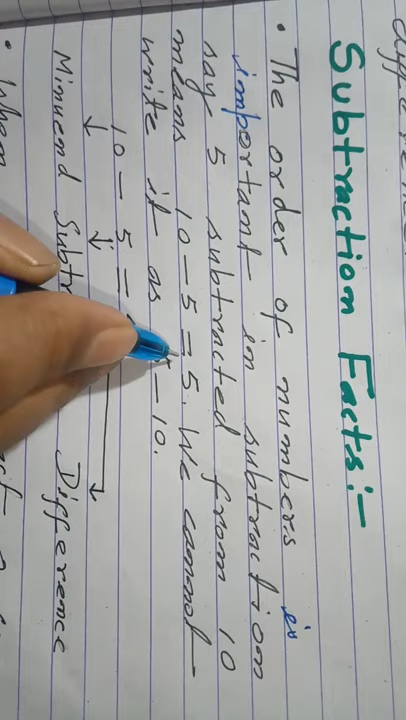 Subtraction Facts:-
• The order of numbers is
important in subtraction
say 5 subtracted from 10
means 10-5=5. We cannot
write it as -10.
10-5=
Minuend Subtr Difference
• When